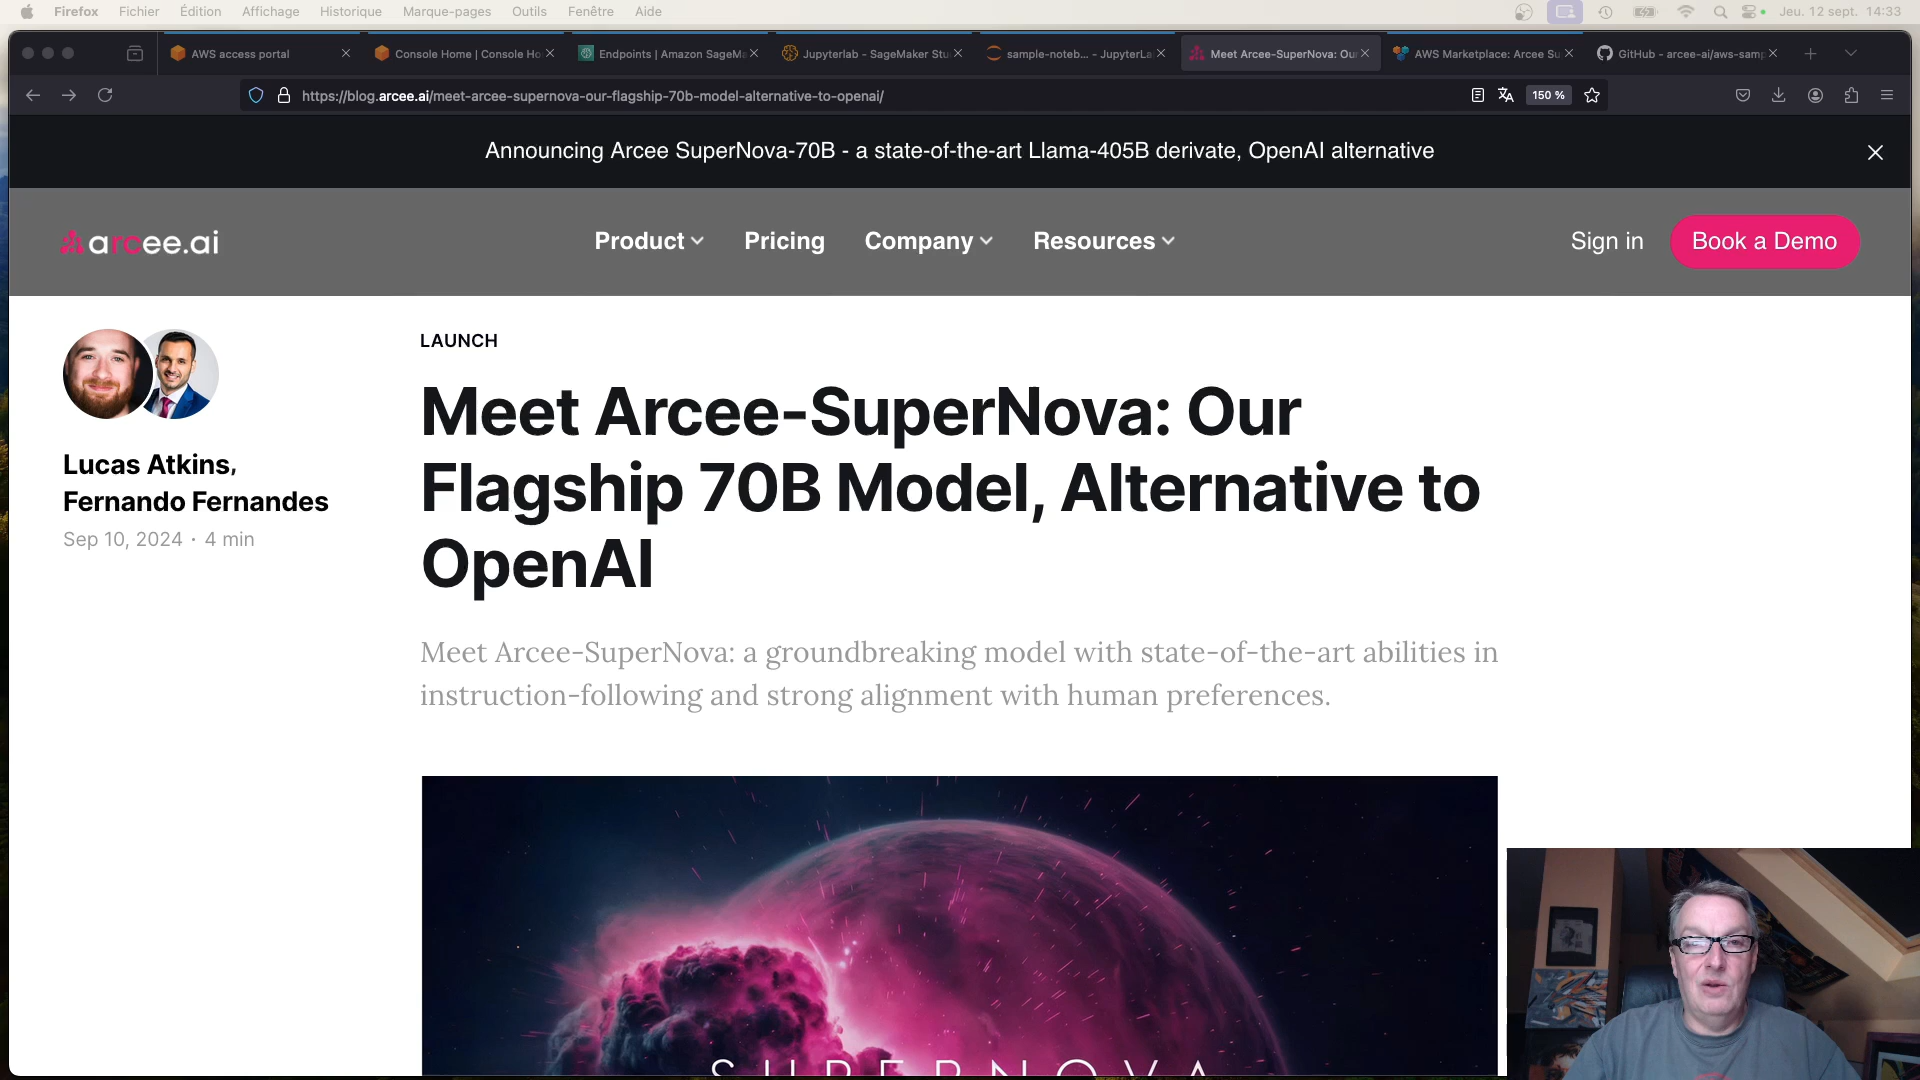 Firefox Fichier Édition Affichage Historique Marque-pages Outils Fenêtre Aide Jeu. 12 sept. 14:33
AWS access portal
Console Home | Console Ho
Endpoints | Amazon SageMa
Jupyterlab - SageMaker Stu
sample-noteb... - JupyterLa
Meet Arcee-SuperNova: Ou
AWS Marketplace: Arcee Su
GitHub - arcee-ai/aws-samp
https://blog.arcee.ai/meet-arcee-supernova-our-flagship-70b-model-alternative-to-openai/
150 %
Announcing Arcee SuperNova-70B - a state-of-the-art Llama-405B derivate, OpenAI alternative
arcee.ai
Product Pricing Company Resources
Sign in Book a Demo
LAUNCH
Meet Arcee-SuperNova: Our
Flagship 70B Model, Alternative to
OpenAI
Lucas Atkins,
Fernando Fernandes
Sep 10, 2024 · 4 min
Meet Arcee-SuperNova: a groundbreaking model with state-of-the-art abilities in
instruction-following and strong alignment with human preferences.
SUPERNOVA